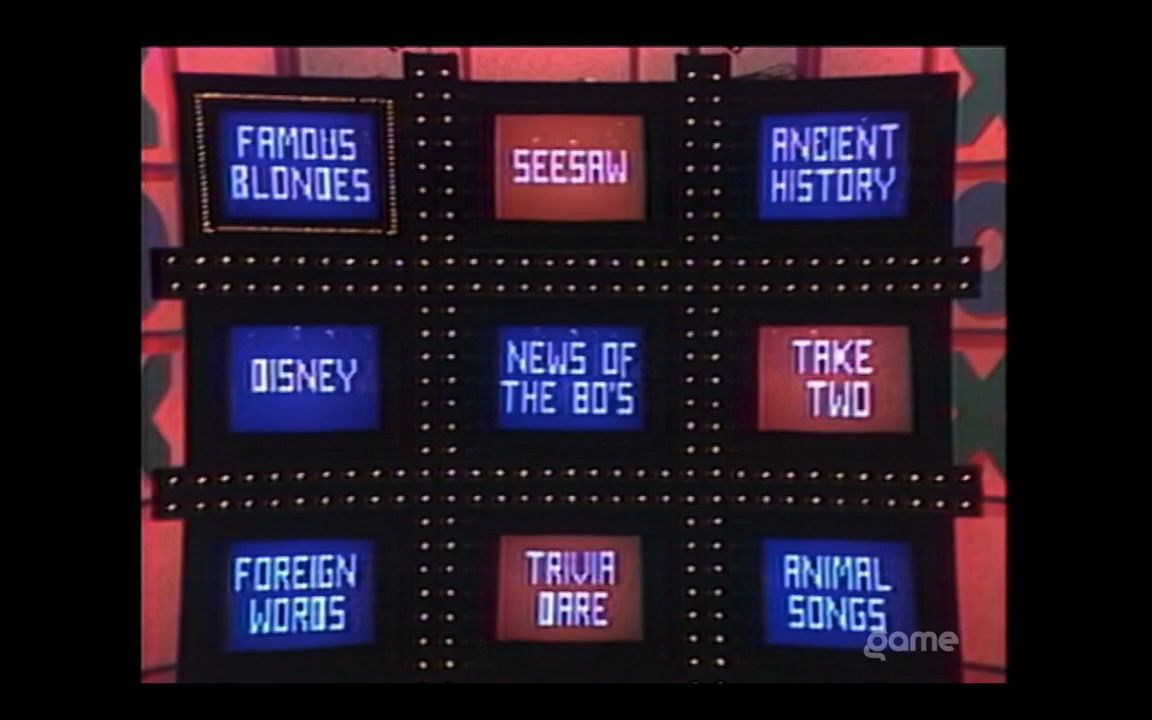 FAMOUS
BLONDES
SEESAW
ANCIENT
HISTORY
DISNEY
NEWS OF
THE 80'S
TAKE
TWO
FOREIGN
WORDS
TRIVIA
DARE
ANIMAL
SONGS
game